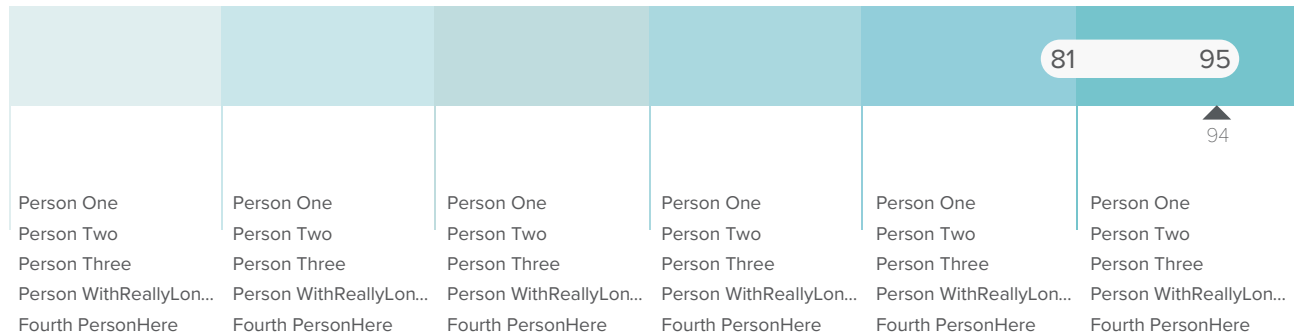 81 95
94
Person One Person One Person One Person One Person One Person One
Person Two Person Two Person Two Person Two Person Two Person Two
Person Three Person Three Person Three Person Three Person Three Person Three
Person WithReallyLon... Person WithReallyLon... Person WithReallyLon... Person WithReallyLon... Person WithReallyLon... Person WithReallyLon...
Fourth PersonHere Fourth PersonHere Fourth PersonHere Fourth PersonHere Fourth PersonHere Fourth PersonHere